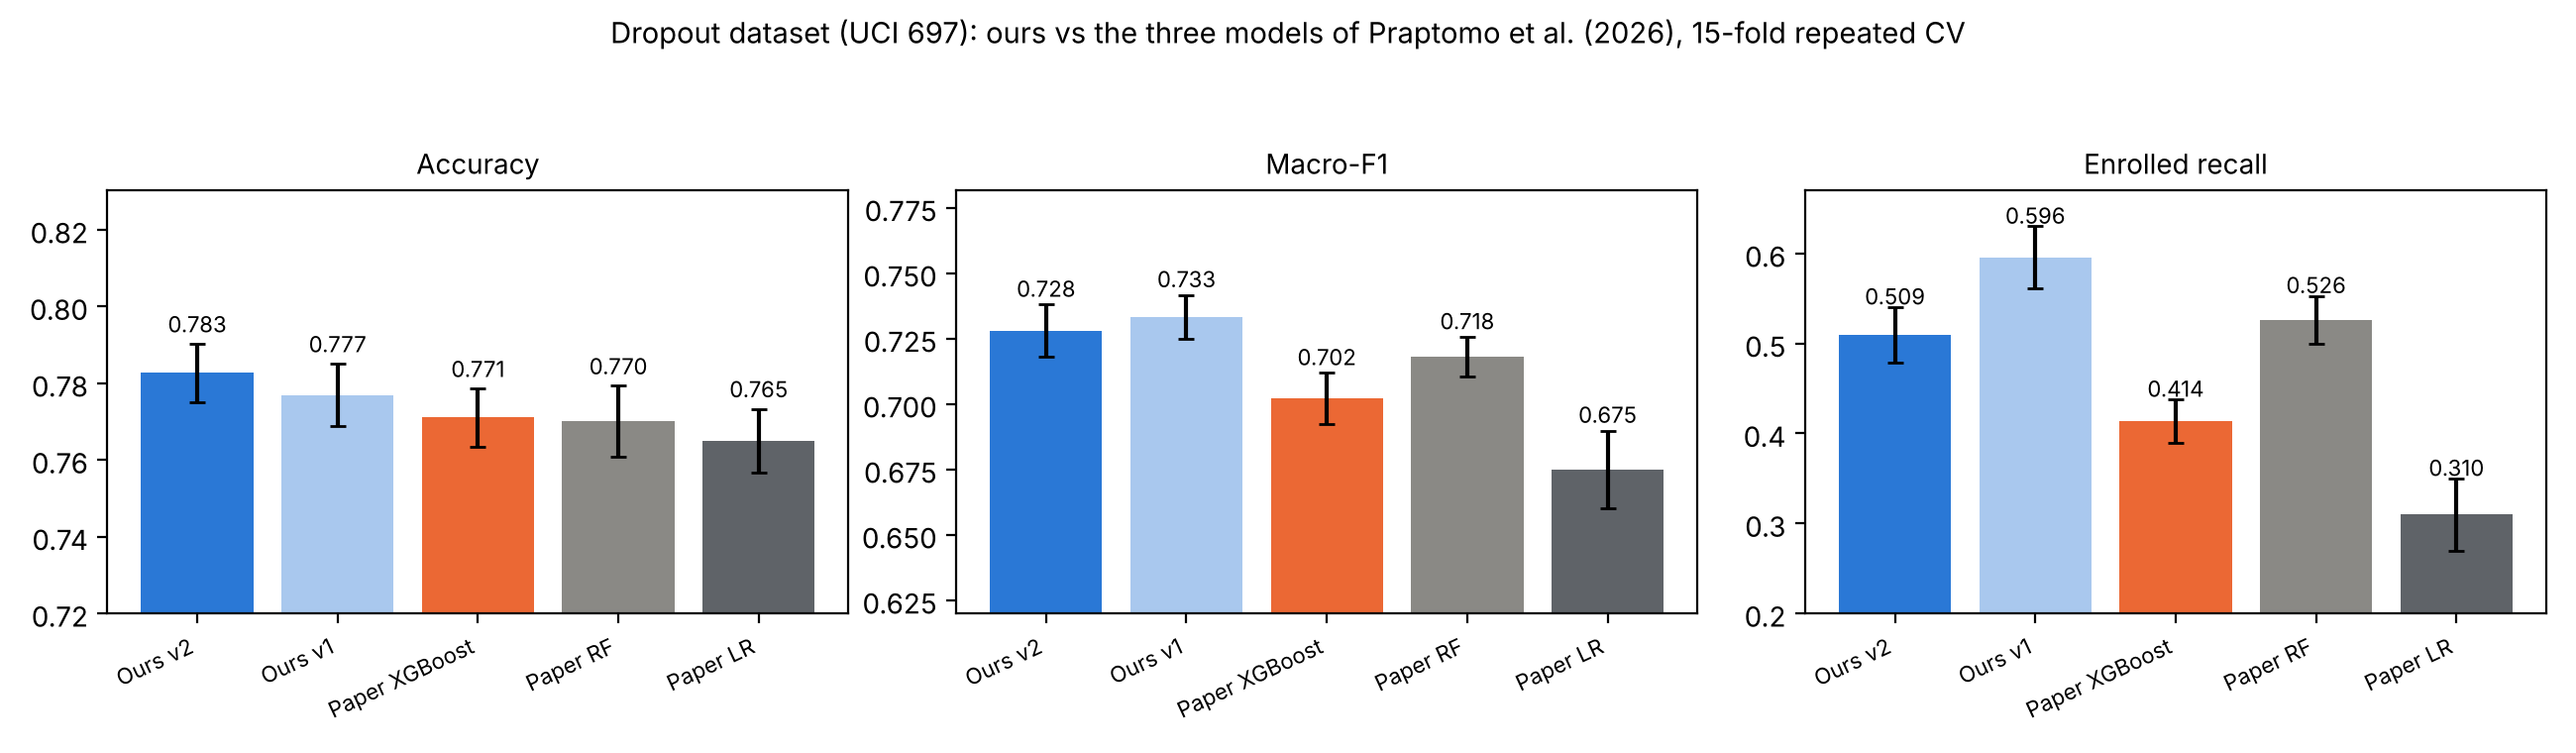 Dropout dataset (UCI 697): ours vs the three models of Praptomo et al. (2026), 15-fold repeated CV
Accuracy
0.82
0.80
0.78
0.76
0.74
0.72
0.783
0.777
0.771
0.770
0.765
Ours v2
Ours v1
Paper XGBoost
Paper RF
Paper LR
Macro-F1
0.775
0.750
0.725
0.700
0.675
0.650
0.625
0.728
0.733
0.702
0.718
0.675
Ours v2
Ours v1
Paper XGBoost
Paper RF
Paper LR
Enrolled recall
0.6
0.5
0.4
0.3
0.2
0.509
0.596
0.414
0.526
0.310
Ours v2
Ours v1
Paper XGBoost
Paper RF
Paper LR